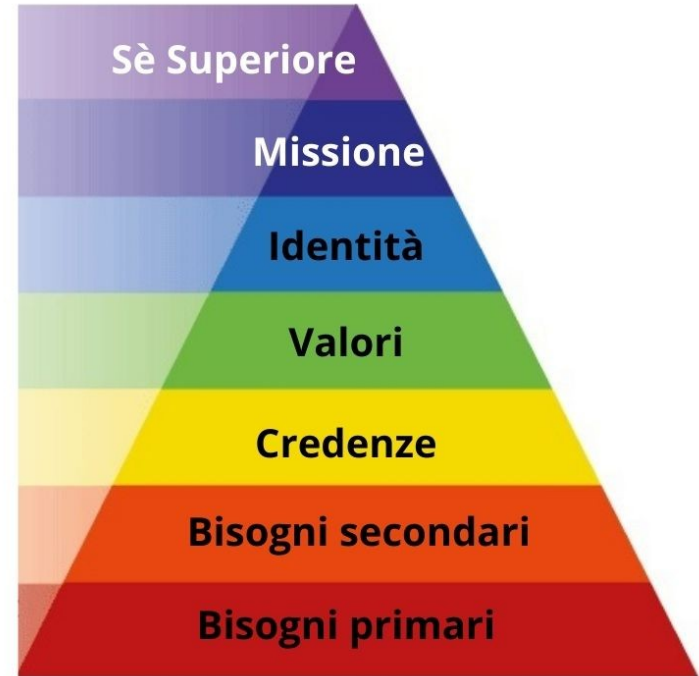 Sè Superiore
Missione
Identità
Valori
Credenze
Bisogni secondari
Bisogni primari